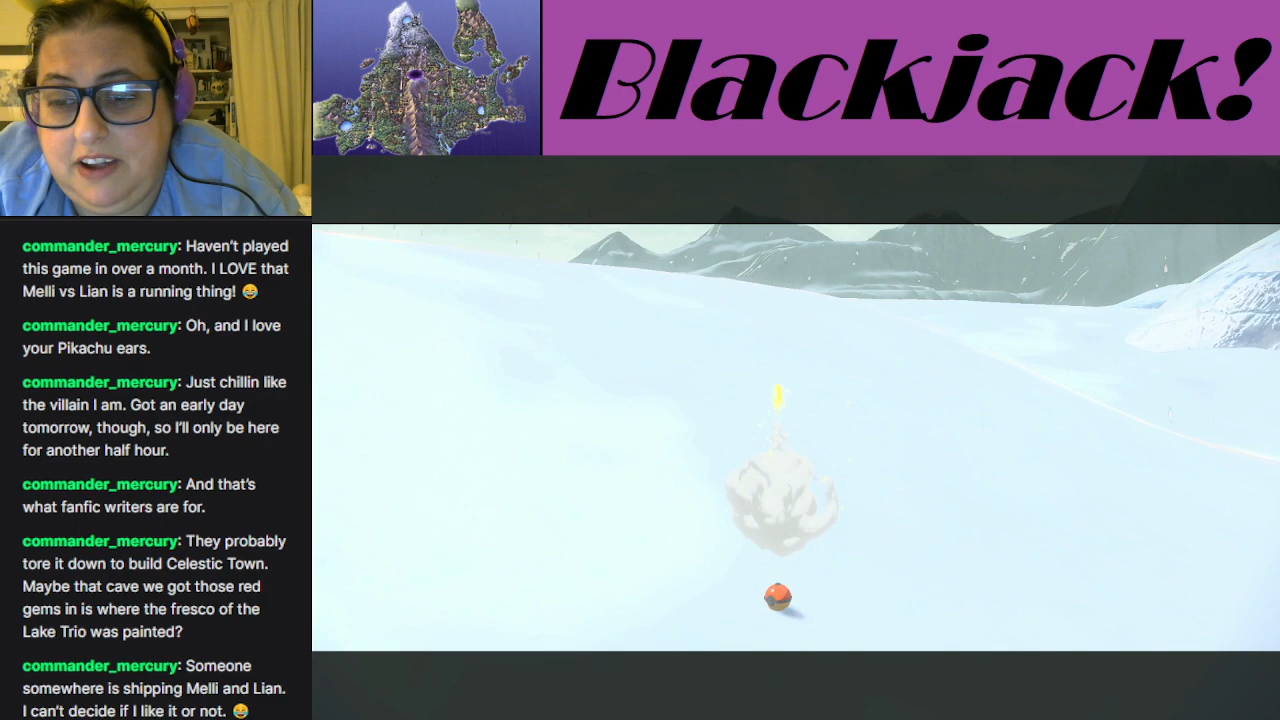 Blackjack!
commander_mercury: Haven't played
this game in over a month. I LOVE that
Melli vs Lian is a running thing! 😂
commander_mercury: Oh, and I love
your Pikachu ears.
commander_mercury: Just chillin like
the villain I am. Got an early day
tomorrow, though, so I'll only be here
for another half hour.
commander_mercury: And that's
what fanfic writers are for.
commander_mercury: They probably
tore it down to build Celestic Town.
Maybe that cave we got those red
gems in is where the fresco of the
Lake Trio was painted?
commander_mercury: Someone
somewhere is shipping Melli and Lian.
I can't decide if I like it or not. 😂